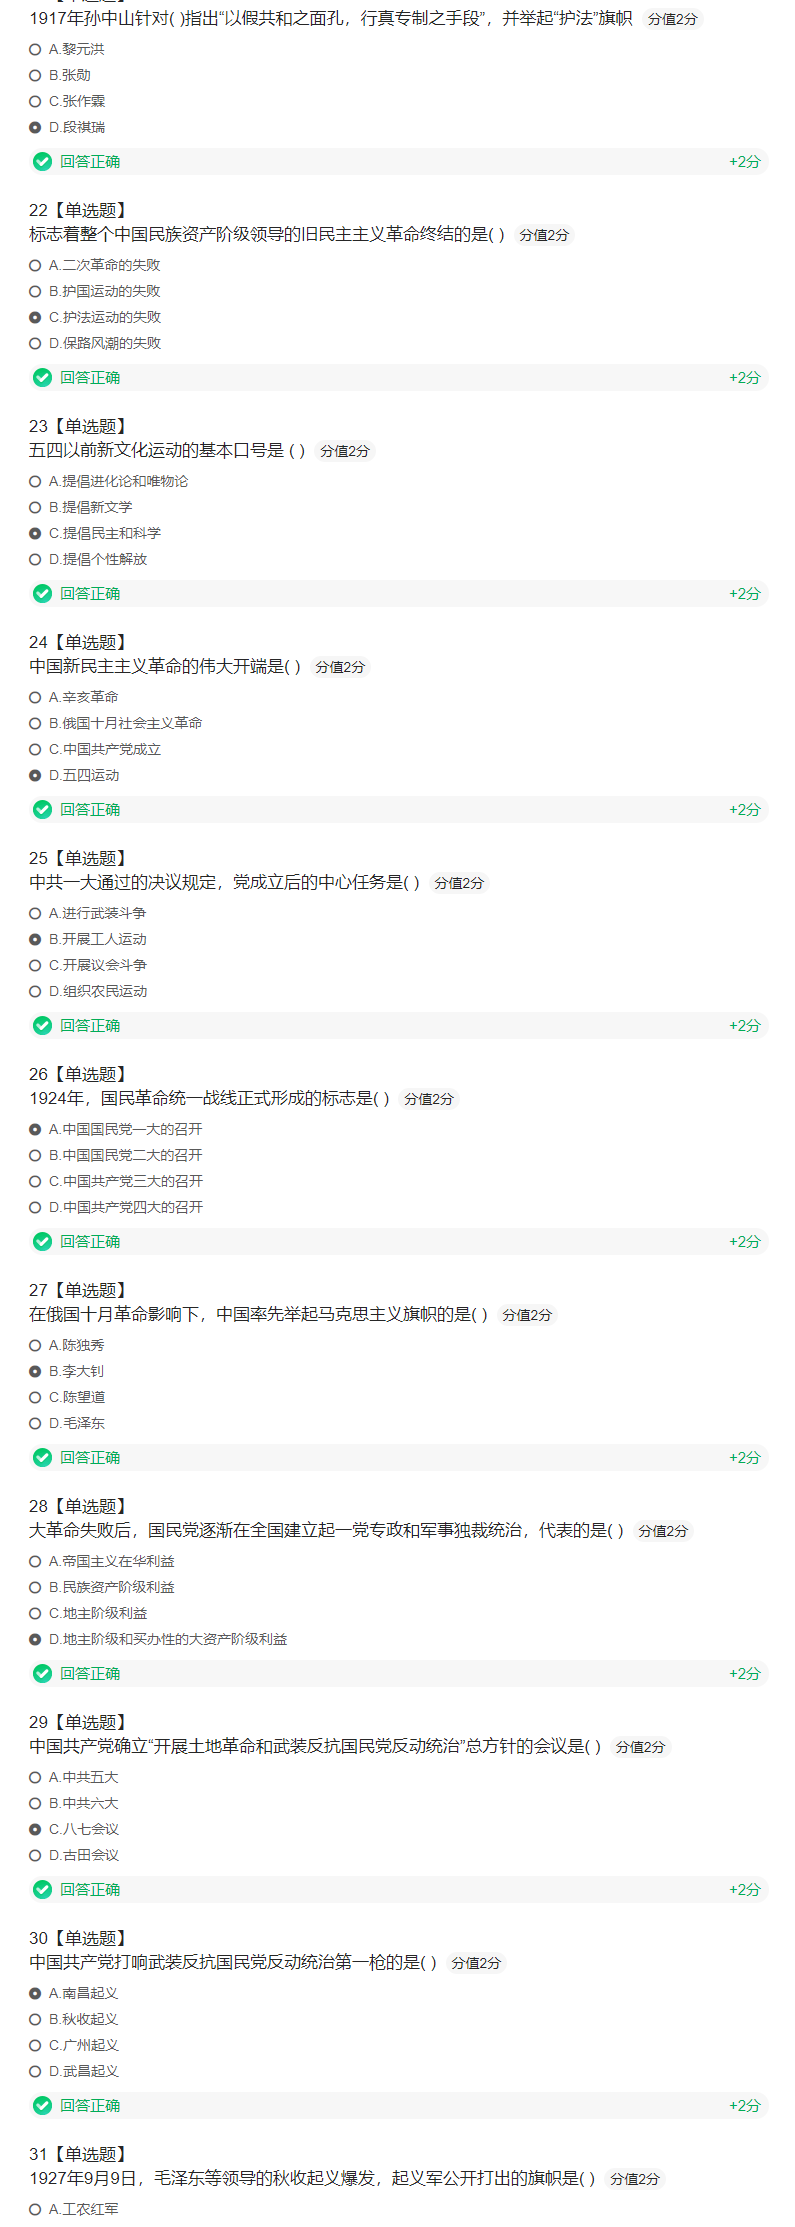 1917年孙中山针对( )指出“以假共和之面孔，行真专制之手段”，并举起“护法”旗帜 分值2分
A.黎元洪
B.张勋
C.张作霖
D.段祺瑞
回答正确 +2分
22【单选题】
标志着整个中国民族资产阶级领导的旧民主主义革命终结的是( ) 分值2分
A.二次革命的失败
B.护国运动的失败
C.护法运动的失败
D.保路风潮的失败
回答正确 +2分
23【单选题】
五四以前新文化运动的基本口号是 ( ) 分值2分
A.提倡进化论和唯物论
B.提倡新文学
C.提倡民主和科学
D.提倡个性解放
回答正确 +2分
24【单选题】
中国新民主主义革命的伟大开端是( ) 分值2分
A.辛亥革命
B.俄国十月社会主义革命
C.中国共产党成立
D.五四运动
回答正确 +2分
25【单选题】
中共一大通过的决议规定，党成立后的中心任务是( ) 分值2分
A.进行武装斗争
B.开展工人运动
C.开展议会斗争
D.组织农民运动
回答正确 +2分
26【单选题】
1924年，国民革命统一战线正式形成的标志是( ) 分值2分
A.中国国民党一大的召开
B.中国国民党二大的召开
C.中国共产党三大的召开
D.中国共产党四大的召开
回答正确 +2分
27【单选题】
在俄国十月革命影响下，中国率先举起马克思主义旗帜的是( ) 分值2分
A.陈独秀
B.李大钊
C.陈望道
D.毛泽东
回答正确 +2分
28【单选题】
大革命失败后，国民党逐渐在全国建立起一党专政和军事独裁统治，代表的是( ) 分值2分
A.帝国主义在华利益
B.民族资产阶级利益
C.地主阶级利益
D.地主阶级和买办性的大资产阶级利益
回答正确 +2分
29【单选题】
中国共产党确立“开展土地革命和武装反抗国民党反动统治”总方针的会议是( ) 分值2分
A.中共五大
B.中共六大
C.八七会议
D.古田会议
回答正确 +2分
30【单选题】
中国共产党打响武装反抗国民党反动统治第一枪的是( ) 分值2分
A.南昌起义
B.秋收起义
C.广州起义
D.武昌起义
回答正确 +2分
31【单选题】
1927年9月9日，毛泽东等领导的秋收起义爆发，起义军公开打出的旗帜是( ) 分值2分
A.工农红军